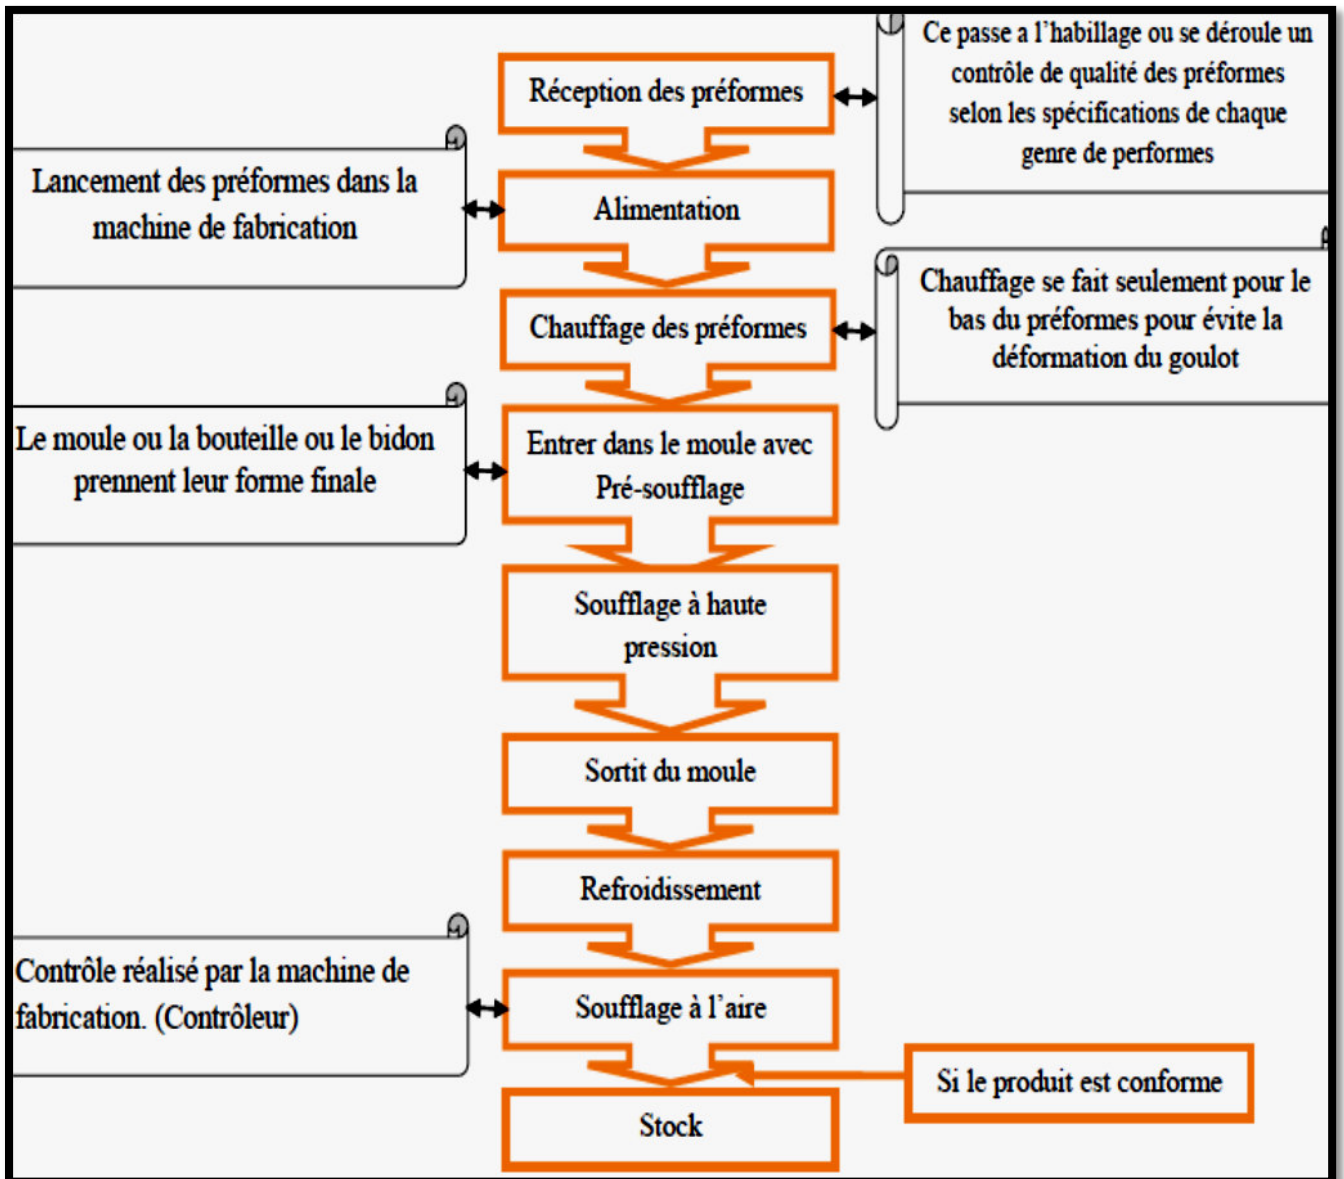 Réception des préformes
Ce passe a l’habillage ou se déroule un
contrôle de qualité des préformes
selon les spécifications de chaque
genre de performes
Lancement des préformes dans la
machine de fabrication
Alimentation
Chauffage des préformes
Chauffage se fait seulement pour le
bas du préformes pour évite la
déformation du goulot
Le moule ou la bouteille ou le bidon
prennent leur forme finale
Entrer dans le moule avec
Pré-soufflage
Soufflage à haute
pression
Sortit du moule
Refroidissement
Contrôle réalisé par la machine de
fabrication. (Contrôleur)
Soufflage à l’aire
Si le produit est conforme
Stock